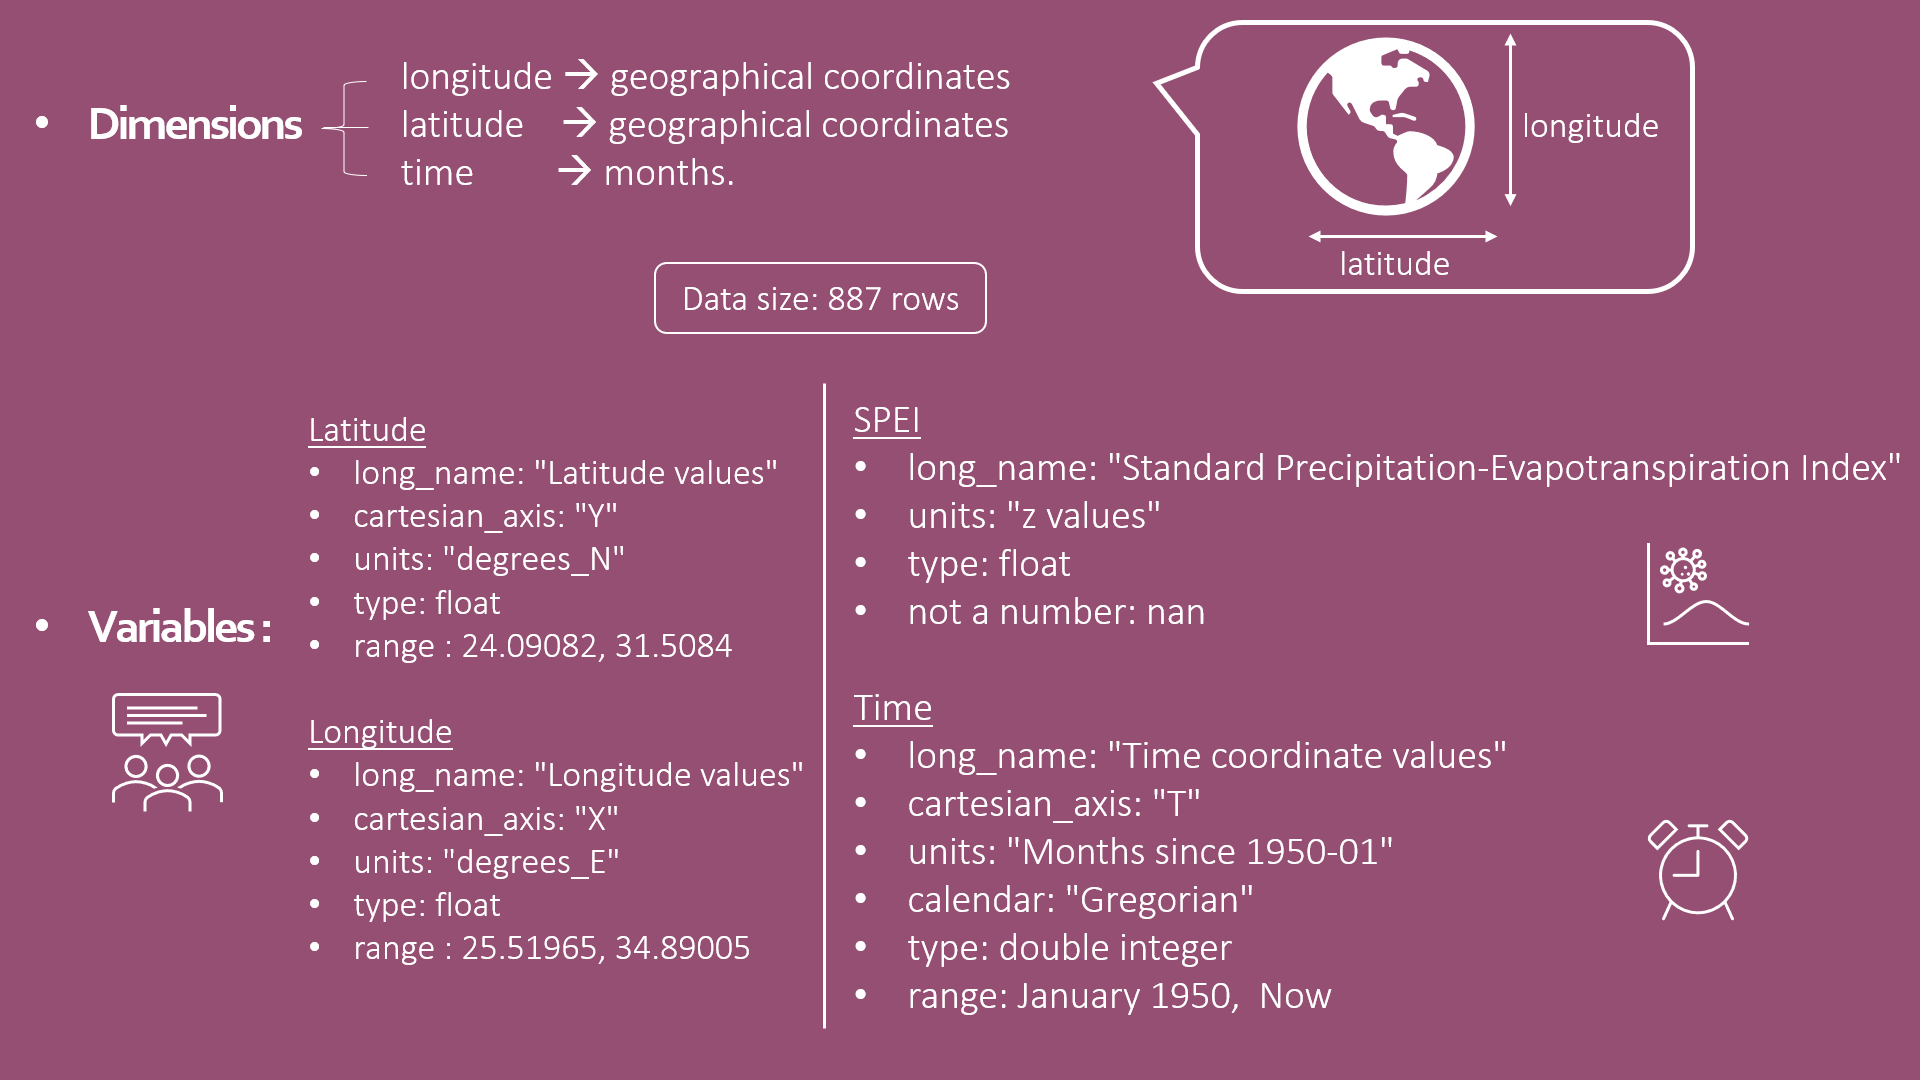 • Dimensions
longitude → geographical coordinates
latitude → geographical coordinates
time → months.
longitude
latitude
Data size: 887 rows
• Variables :
Latitude
• long_name: "Latitude values"
• cartesian_axis: "Y"
• units: "degrees_N"
• type: float
• range : 24.09082, 31.5084
Longitude
• long_name: "Longitude values"
• cartesian_axis: "X"
• units: "degrees_E"
• type: float
• range : 25.51965, 34.89005
SPEI
• long_name: "Standard Precipitation-Evapotranspiration Index"
• units: "z values"
• type: float
• not a number: nan
Time
• long_name: "Time coordinate values"
• cartesian_axis: "T"
• units: "Months since 1950-01"
• calendar: "Gregorian"
• type: double integer
• range: January 1950, Now